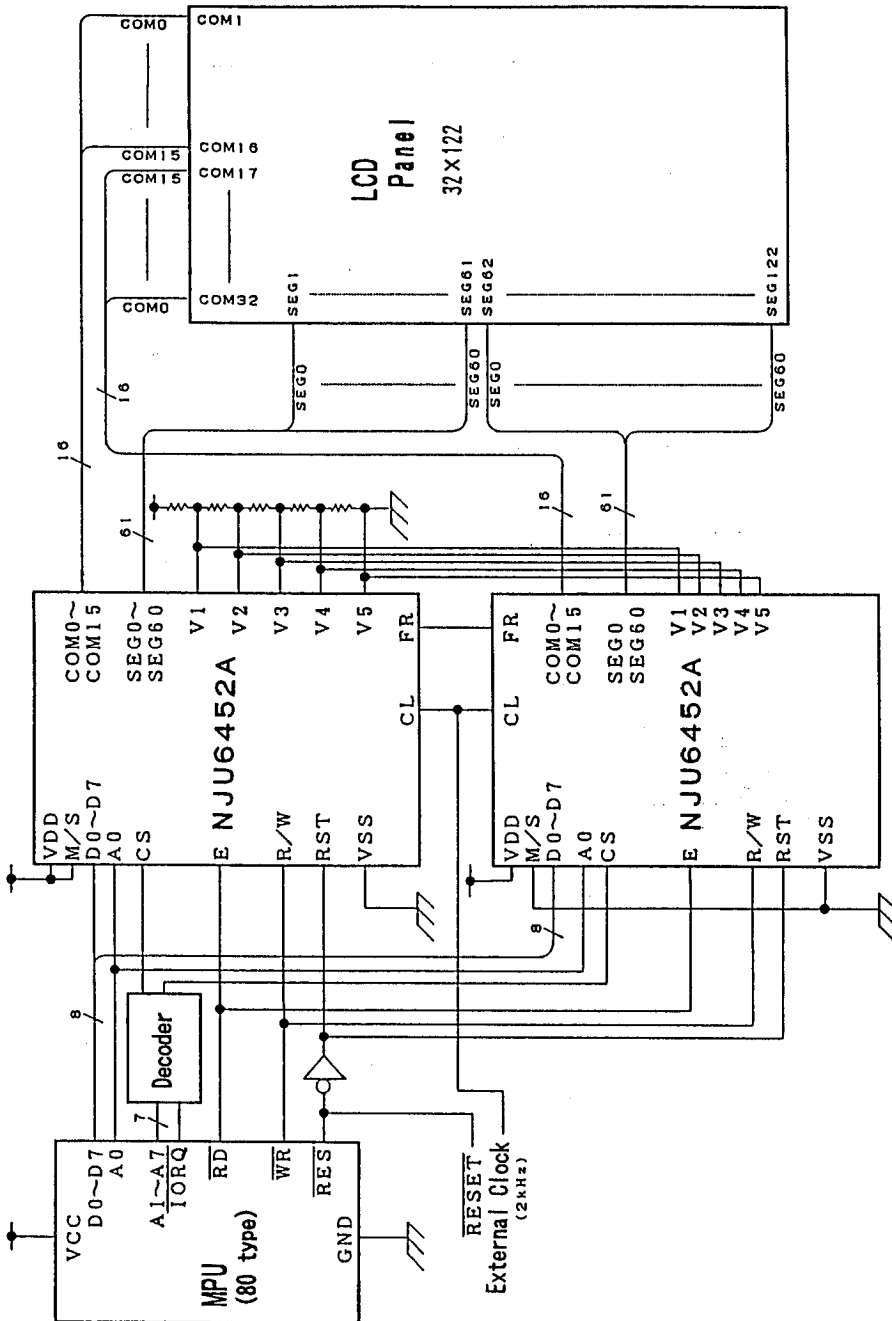 VCC
D0~D7
A0
A1~A7
IORQ
RD
WR
RES
GND
MPU
(80 type)
8
7
Decoder
RESET
External Clock
(2kHz)
VDD
M/S
D0~D7
A0
CS
E
R/W
RST
VSS
NJU6452A
COM0~
COM15
SEG0~
SEG60
V1
V2
V3
V4
V5
FR
CL
8
VDD
M/S
D0~D7
A0
CS
E
R/W
RST
VSS
NJU6452A
CL
FR
COM0~
COM15
SEG0
SEG60
V1
V2
V3
V4
V5
16
61
16
16
61
COM0
COM15
COM15
COM0
COM1
COM16
COM17
COM32
SEG0
SEG60
SEG0
SEG60
SEG1
SEG61
SEG62
SEG122
LCD
Panel
32×122